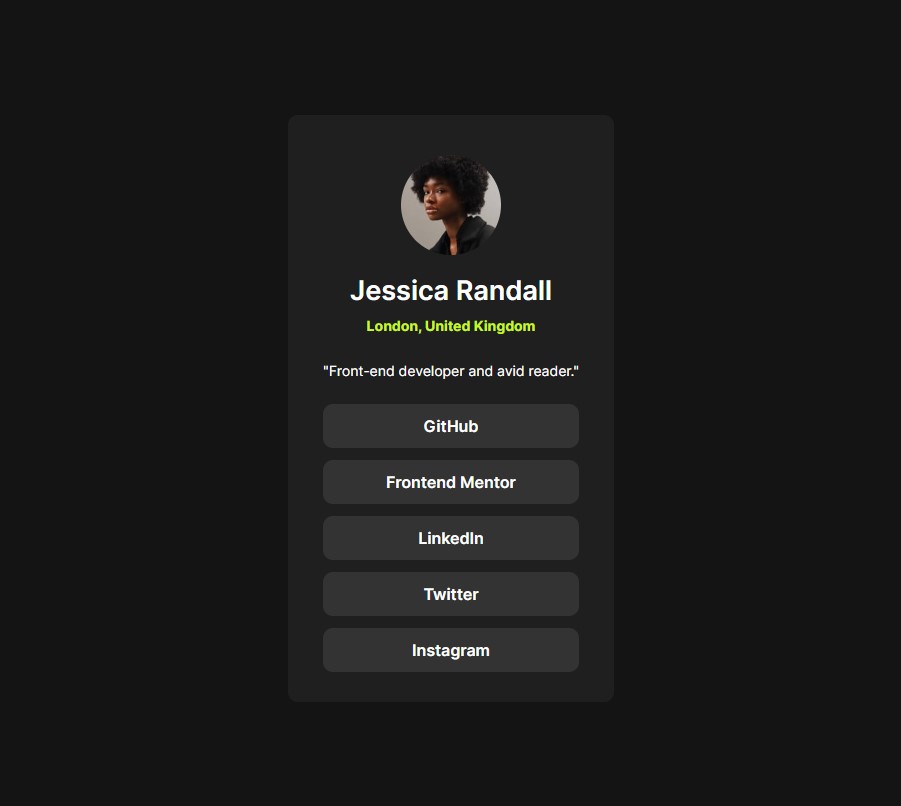 Jessica Randall
London, United Kingdom
"Front-end developer and avid reader."
GitHub
Frontend Mentor
LinkedIn
Twitter
Instagram